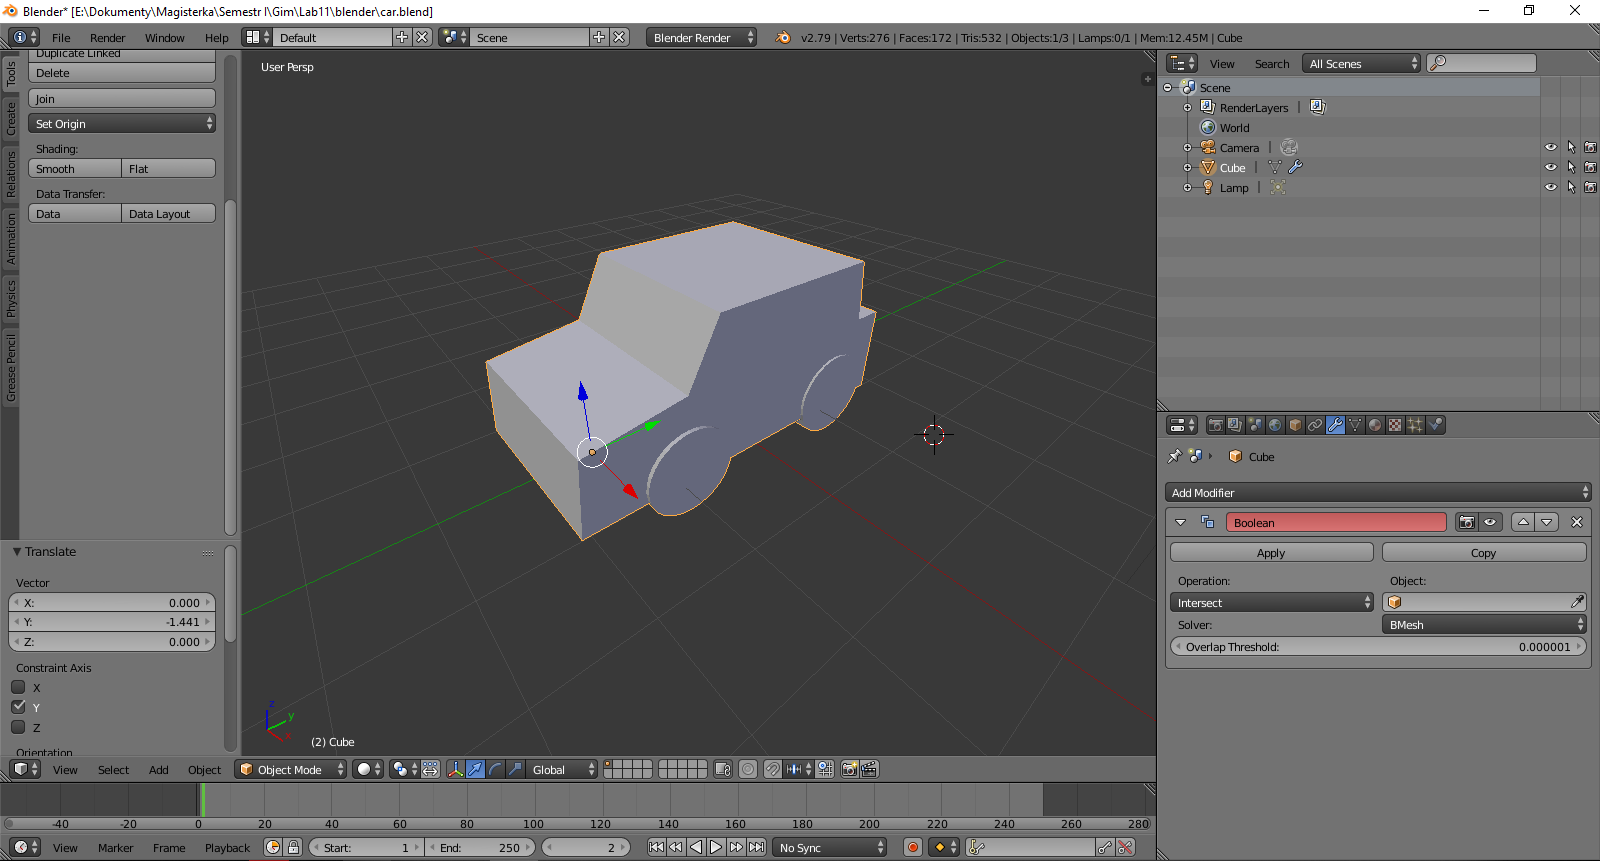 Blender* [E:\Dokumenty\Magisterka\Semestr I\Gim\Lab11\blender\car.blend]
File Render Window Help Default Scene Blender Render v2.79 | Verts:276 | Faces:172 | Tris:532 | Objects:1/3 | Lamps:0/1 | Mem:12.45M | Cube
Tools
Create
Relations
Animation
Physics
Grease Pencil
Duplicate Linked
Delete
Join
Set Origin
Shading:
Smooth Flat
Data Transfer:
Data Data Layout
Translate
Vector
X: 0.000
Y: -1.441
Z: 0.000
Constraint Axis
X
Y
Z
Orientation
User Persp
z
y
x
(2) Cube
View Select Add Object Object Mode Global
-40 -20 0 20 40 60 80 100 120 140 160 180 200 220 240 260 280
View Marker Frame Playback Start: 1 End: 250 2 No Sync
View Search All Scenes
Scene
RenderLayers |
World
Camera |
Cube |
Lamp |
Cube
Add Modifier
Boolean
Apply Copy
Operation: Object:
Intersect
Solver: BMesh
Overlap Threshold: 0.000001